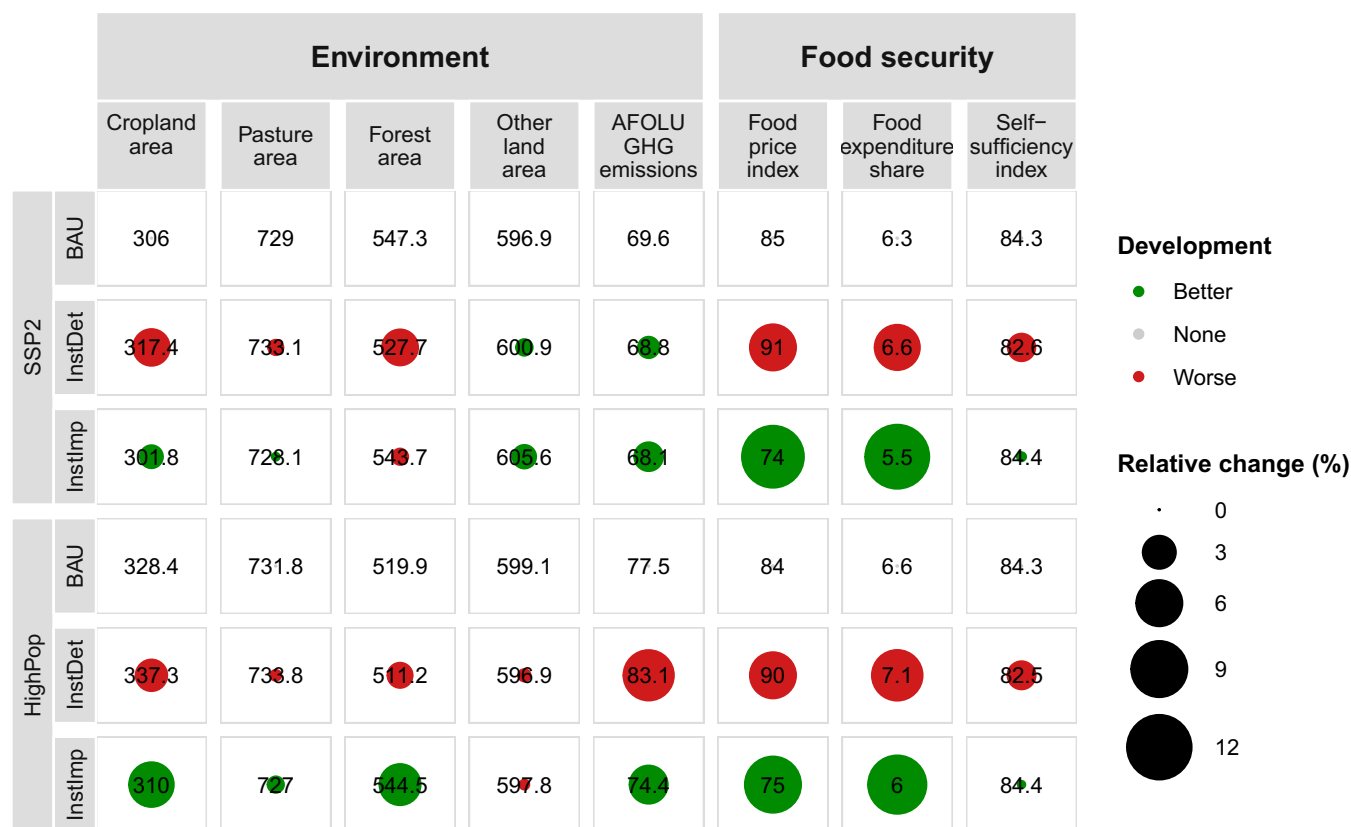 Environment
Food security
Cropland
area
Pasture
area
Forest
area
Other
land
area
AFOLU
GHG
emissions
Food
price
index
Food
expenditure
share
Self−
sufficiency
index
SSP2
BAU
306 729 547.3 596.9 69.6 85 6.3 84.3
InstDet
317.4 733.1 527.7 600.9 68.8 91 6.6 82.6
InstImp
301.8 728.1 543.7 605.6 68.1 74 5.5 84.4
HighPop
BAU
328.4 731.8 519.9 599.1 77.5 84 6.6 84.3
InstDet
337.3 733.8 511.2 596.9 83.1 90 7.1 82.5
InstImp
310 727 544.5 597.8 74.4 75 6 84.4
Development
Better
None
Worse
Relative change (%)
0
3
6
9
12